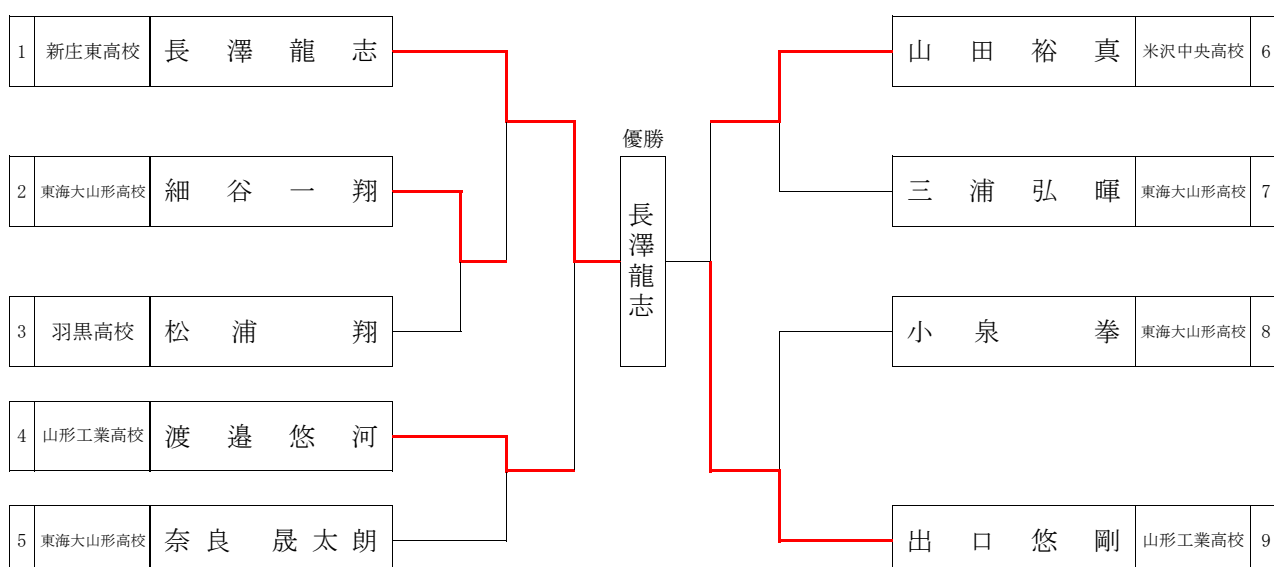 1 新庄東高校 長澤龍志
2 東海大山形高校 細谷一翔
3 羽黒高校 松浦 翔
4 山形工業高校 渡邉悠河
5 東海大山形高校 奈良 晟太朗
優勝
長澤龍志
山田裕真 米沢中央高校 6
三浦弘暉 東海大山形高校 7
小泉 拳 東海大山形高校 8
出口悠剛 山形工業高校 9